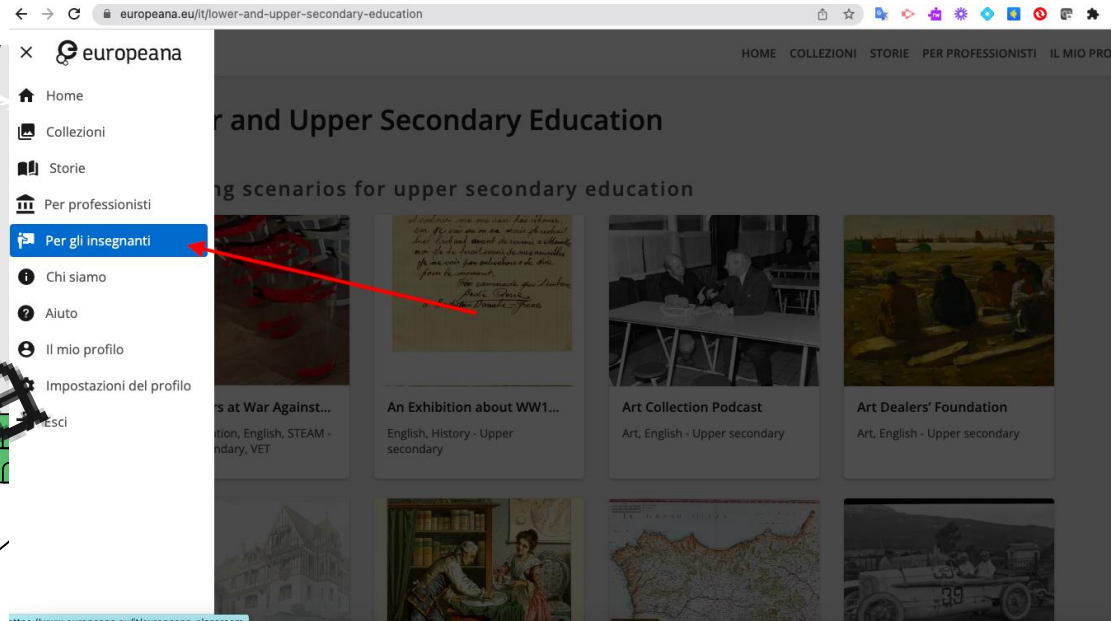 europeana.eu/it/lower-and-upper-secondary-education
europeana
Home
Collezioni
Storie
Per professionisti
Per gli insegnanti
Chi siamo
Aiuto
Il mio profilo
Impostazioni del profilo
Esci
HOME COLLEZIONI STORIE PER PROFESSIONISTI IL MIO PRO
r and Upper Secondary Education
ng scenarios for upper secondary education
rs at War Against...
ation, English, STEAM -
ndary, VET
An Exhibition about WW1...
English, History - Upper
secondary
Art Collection Podcast
Art, English - Upper secondary
Art Dealers' Foundation
Art, English - Upper secondary
39